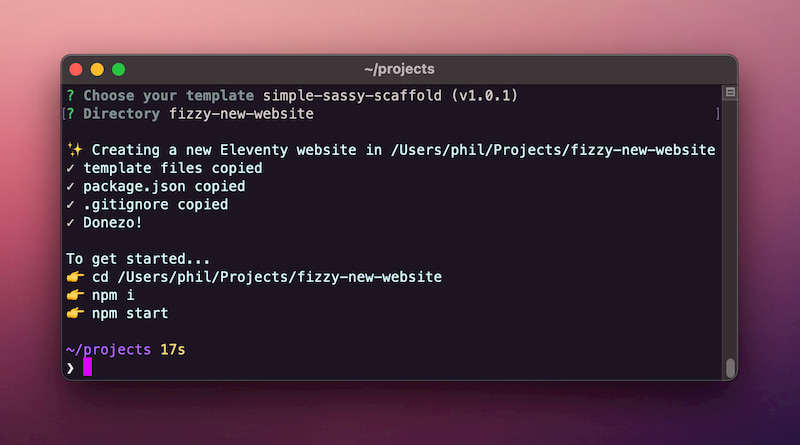 ~/projects
? Choose your template simple-sassy-scaffold (v1.0.1)
[? Directory fizzy-new-website ]
✨ Creating a new Eleventy website in /Users/phil/Projects/fizzy-new-website
✓ template files copied
✓ package.json copied
✓ .gitignore copied
✓ Donezo!
To get started...
👉 cd /Users/phil/Projects/fizzy-new-website
👉 npm i
👉 npm start
~/projects 17s
❯